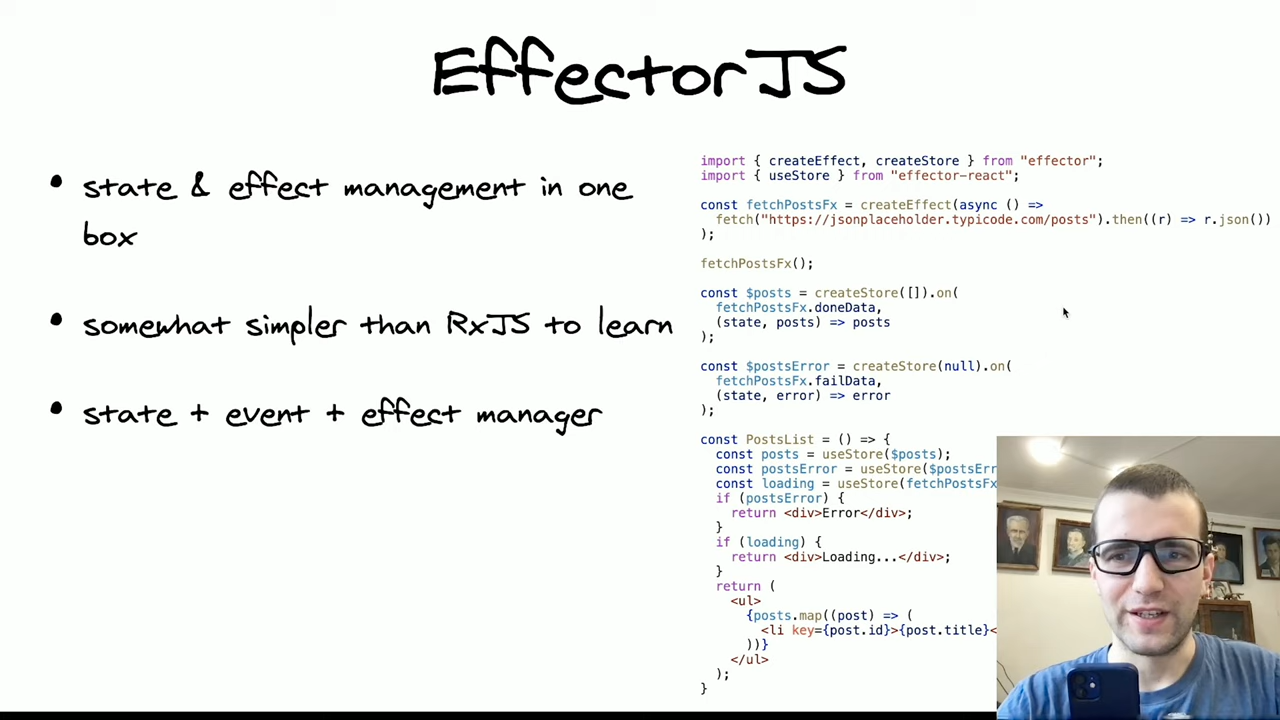 EffectorJS
• state & effect management in one
box
• somewhat simpler than RxJS to learn
• state + event + effect manager
import { createEffect, createStore } from "effector";
import { useStore } from "effector-react";
const fetchPostsFx = createEffect(async () =>
fetch("https://jsonplaceholder.typicode.com/posts").then((r) => r.json())
);
fetchPostsFx();
const $posts = createStore([]).on(
fetchPostsFx.doneData,
(state, posts) => posts
);
const $postsError = createStore(null).on(
fetchPostsFx.failData,
(state, error) => error
);
const PostsList = () => {
const posts = useStore($posts);
const postsError = useStore($postsErr
const loading = useStore(fetchPostsFx
if (postsError) {
return <div>Error</div>;
}
if (loading) {
return <div>Loading...</div>;
}
return (
<ul>
{posts.map((post) => (
<li key={post.id}>{post.title}<
))}
</ul>
);
}